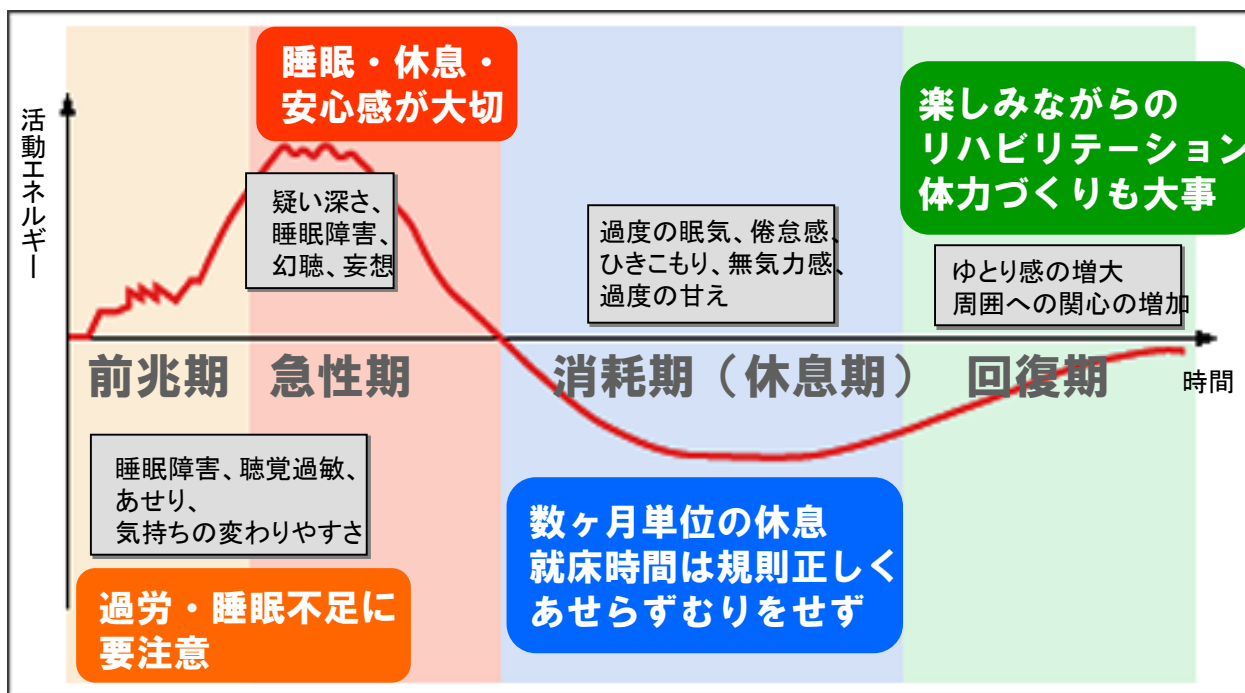 活動エネルギー
睡眠・休息・
安心感が大切
疑い深さ、
睡眠障害、
幻聴、妄想
過度の眠気、倦怠感、
ひきこもり、無気力感、
過度の甘え
楽しみながらの
リハビリテーション
体力づくりも大事
ゆとり感の増大
周囲への関心の増加
前兆期
急性期
消耗期(休息期)
回復期
時間
睡眠障害、聴覚過敏、
あせり、
気持ちの変わりやすさ
過労・睡眠不足に
要注意
数ヶ月単位の休息
就床時間は規則正しく
あせらずむりをせず